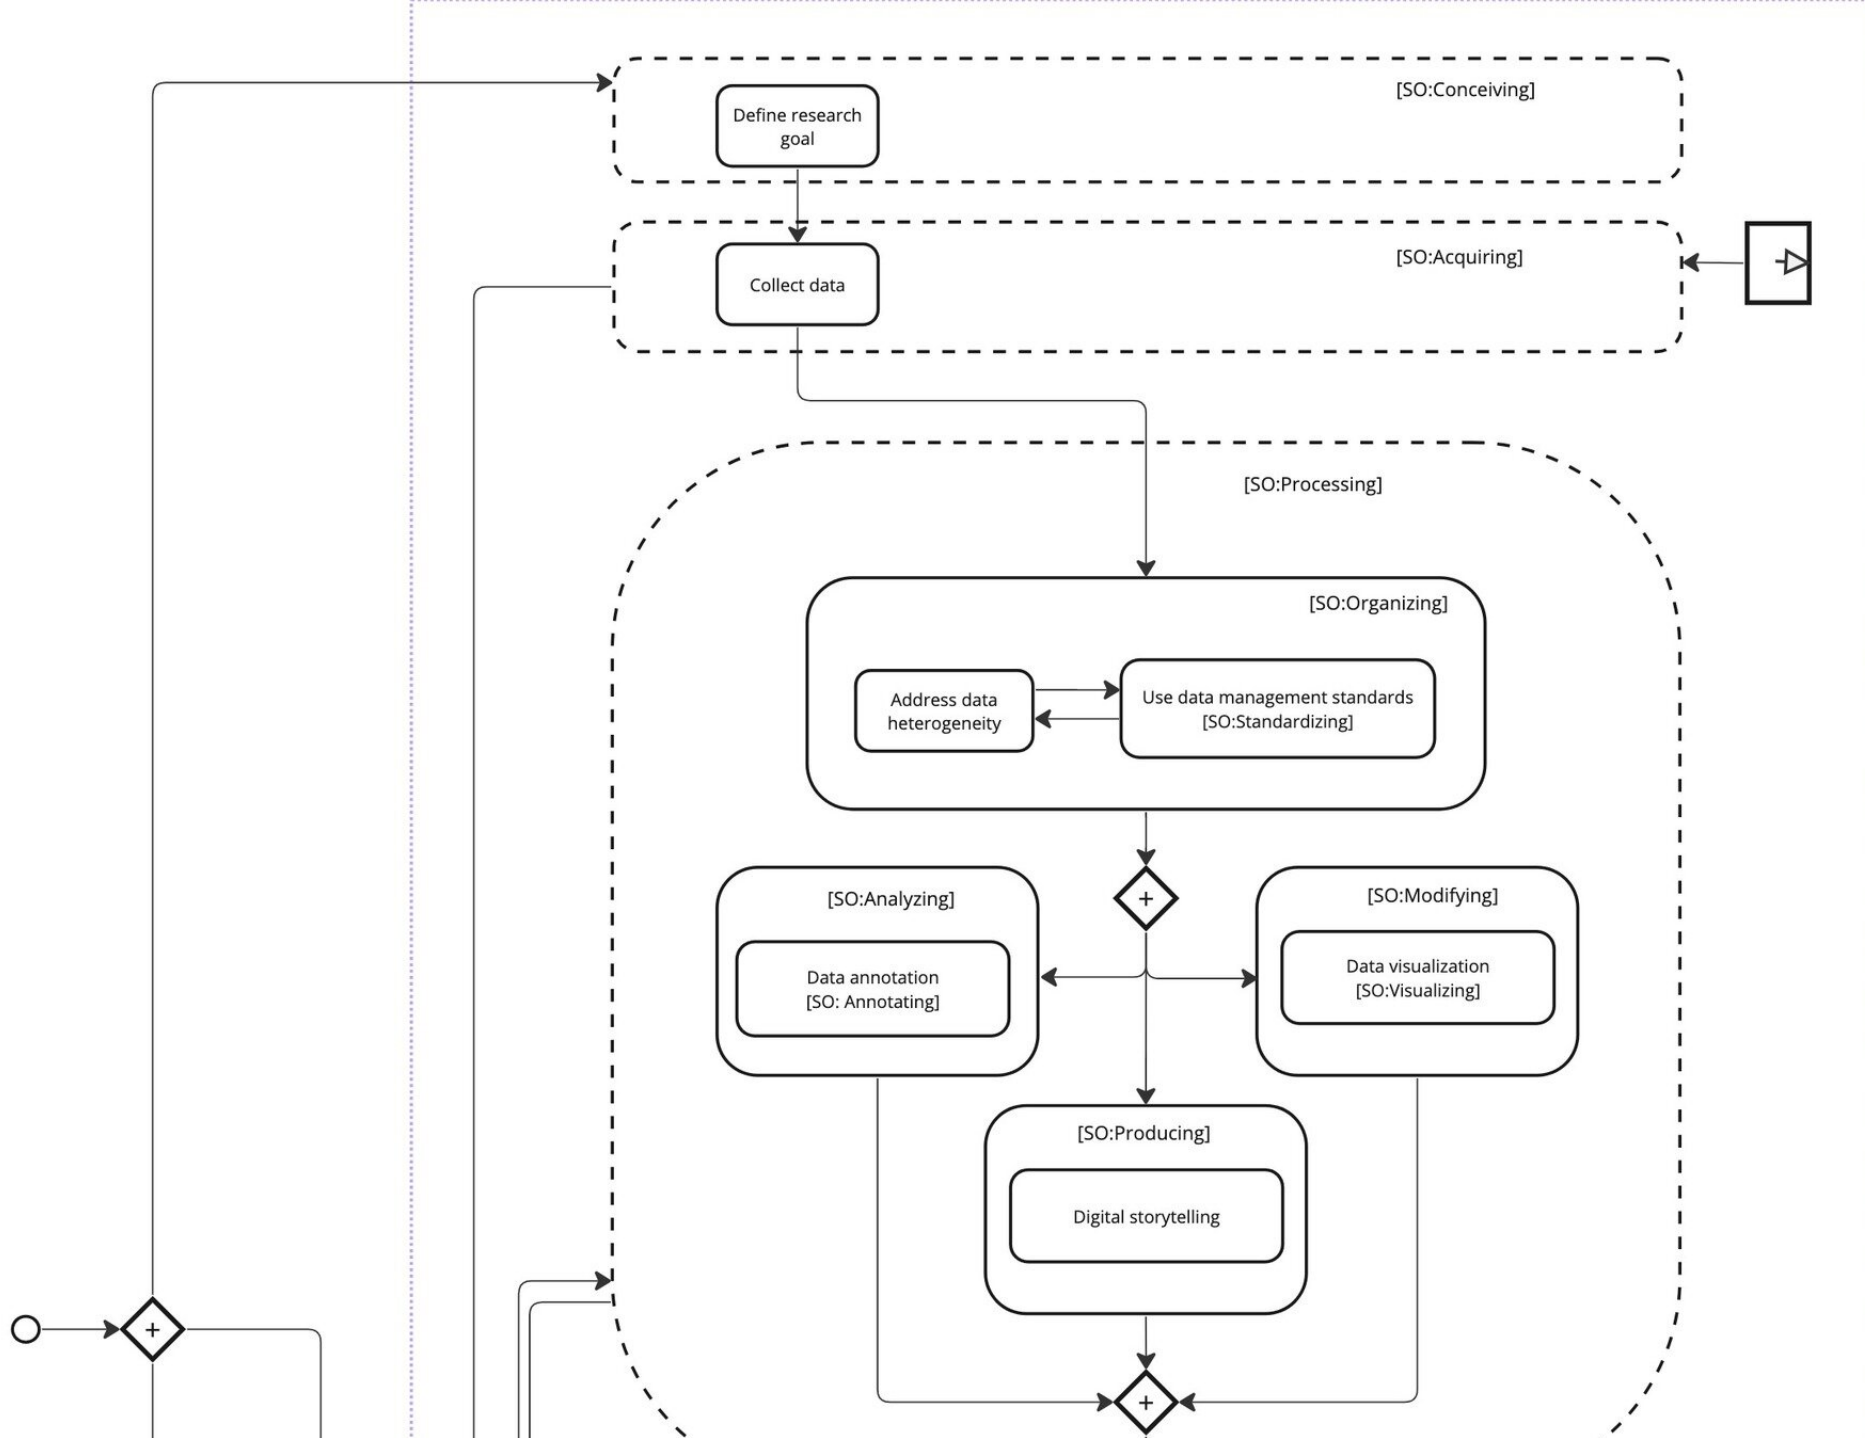 [SO:Conceiving]
Define research
goal
[SO:Acquiring]
Collect data
[SO:Processing]
[SO:Organizing]
Address data
heterogeneity
Use data management standards
[SO:Standardizing]
[SO:Analyzing]
+
[SO:Modifying]
Data annotation
[SO: Annotating]
Data visualization
[SO:Visualizing]
[SO:Producing]
Digital storytelling
+
+